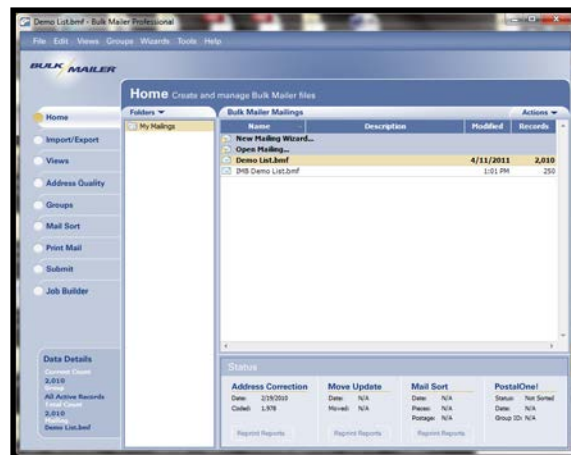 Demo List.bmf - Bulk Mailer Professional
File Edit Views Groups Wizards Tools Help
BULK MAILER
Home Create and manage Bulk Mailer files
Home
Import/Export
Views
Address Quality
Groups
Mail Sort
Print Mail
Submit
Job Builder
Folders
My Mailings
Bulk Mailer Mailings Actions
Name Description Modified Records
New Mailing Wizard...
Open Mailing...
Demo List.bmf 4/11/2011 2,010
IMB Demo List.bmf 1:01 PM 250
Data Details
Current Count
2,010
Group
All Active Records
Total Count
2,010
Mailing
Demo List.bmf
Status
Address Correction Move Update Mail Sort PostalOne!
Date: 2/19/2010 Date: N/A Date: N/A Status: Not Sorted
Coded: 1,978 Moved: N/A Pieces: N/A Date: N/A
Postage: N/A Group ID: N/A
Reprint Reports Reprint Reports Reprint Reports